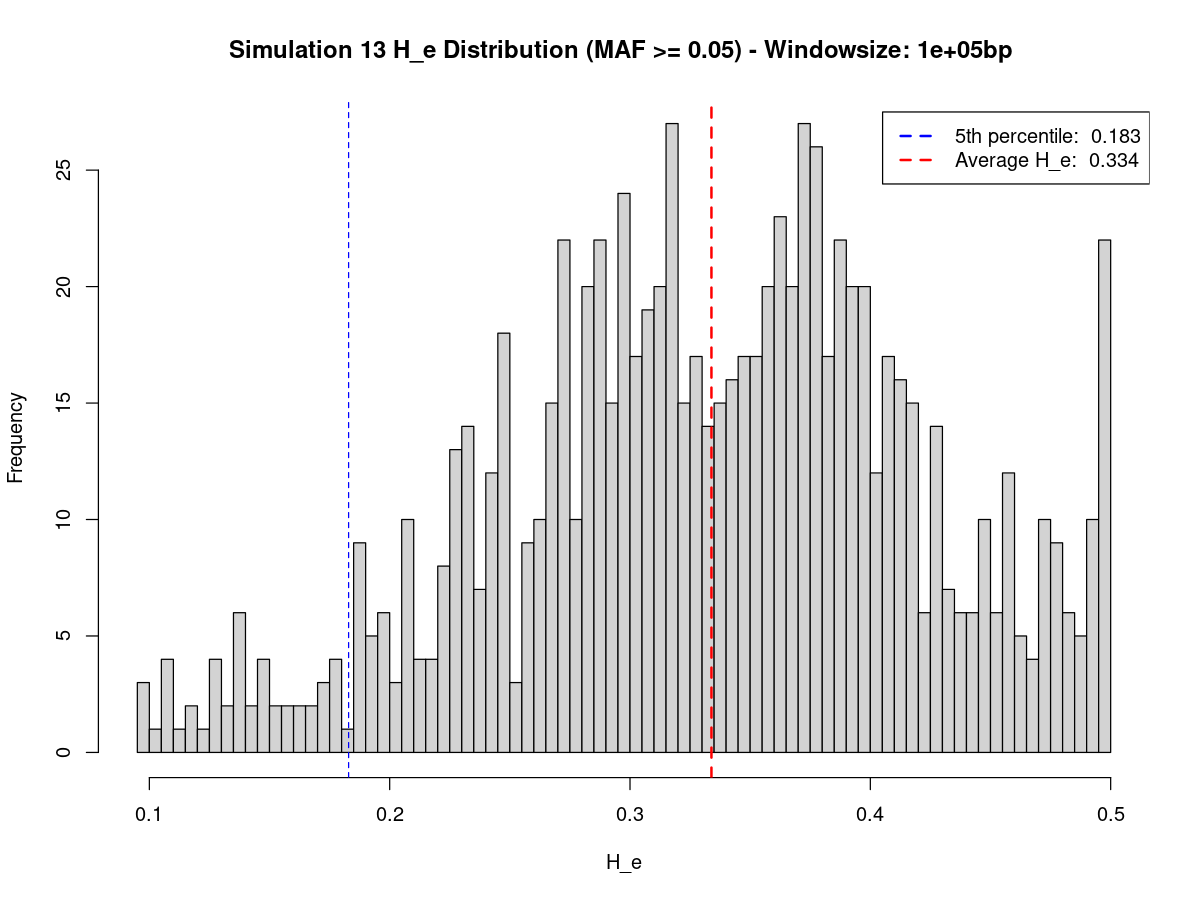 Simulation 13 H_e Distribution (MAF >= 0.05) - Windowsize: 1e+05bp
5th percentile:  0.183
Average H_e:  0.334
Frequency
25
20
15
10
5
0
0.1
0.2
0.3
0.4
0.5
H_e